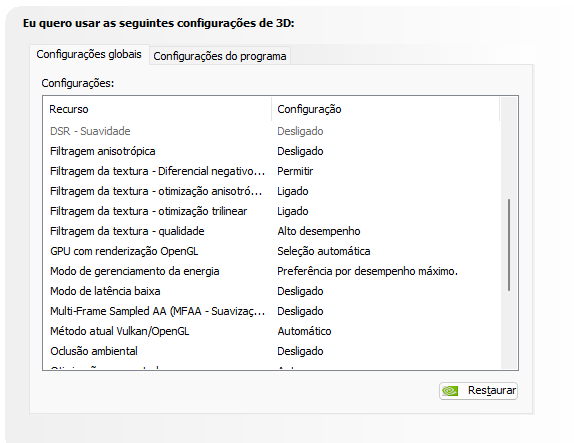 Eu quero usar as seguintes configurações de 3D:
Configurações globais Configurações do programa
Configurações:
Recurso Configuração
DSR - Suavidade Desligado
Filtragem anisotrópica Desligado
Filtragem da textura - Diferencial negativo... Permitir
Filtragem da textura - otimização anisotró... Ligado
Filtragem da textura - otimização trilinear Ligado
Filtragem da textura - qualidade Alto desempenho
GPU com renderização OpenGL Seleção automática
Modo de gerenciamento da energia Preferência por desempenho máximo.
Modo de latência baixa Desligado
Multi-Frame Sampled AA (MFAA - Suavizaç... Desligado
Método atual Vulkan/OpenGL Automático
Oclusão ambiental Desligado
Restaurar